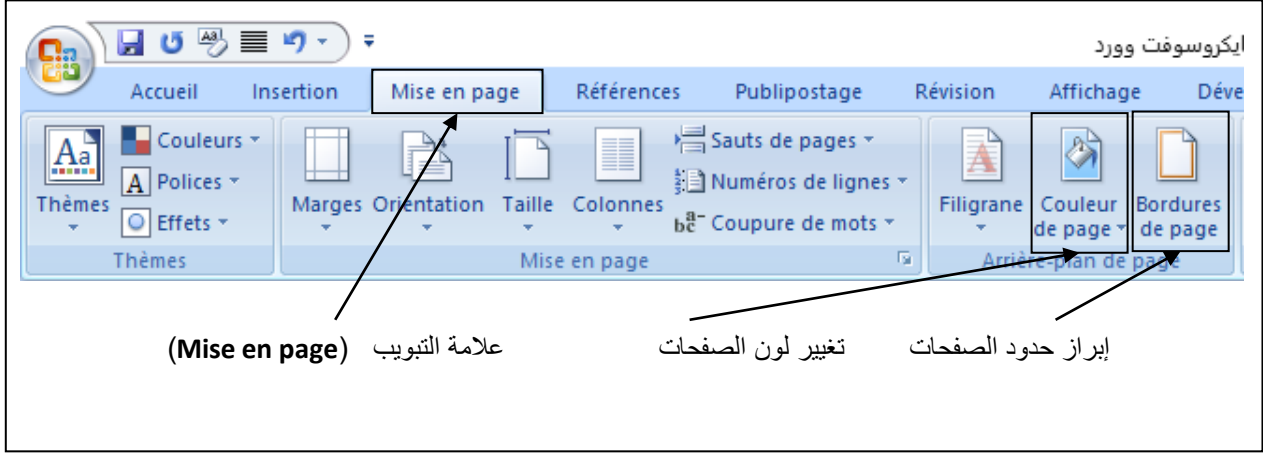 ايكروسوفت وورد
Accueil Insertion Mise en page Références Publipostage Révision Affichage Déve
Thèmes
Couleurs
Polices
Effets
Thèmes
Marges
Orientation
Taille
Colonnes
Sauts de pages
Numéros de lignes
Coupure de mots
Mise en page
Filigrane
Couleur
de page
Bordures
de page
Arrière-plan de page
علامة التبويب (Mise en page)
تغيير لون الصفحات
إبراز حدود الصفحات